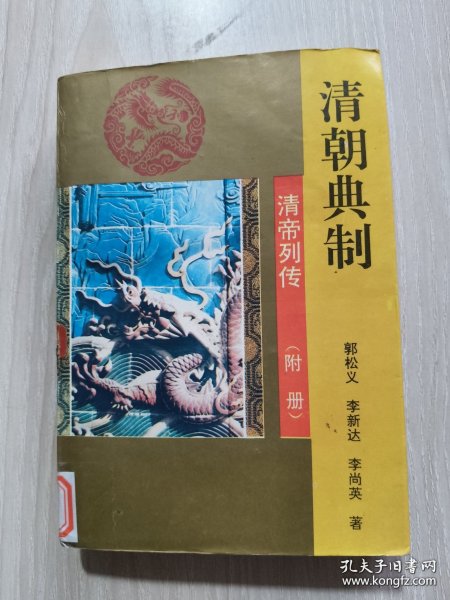 清朝典制
清帝列传
（附册）
郭松义 李新达 李尚英 著
孔夫子旧书网
www.kongfz.com